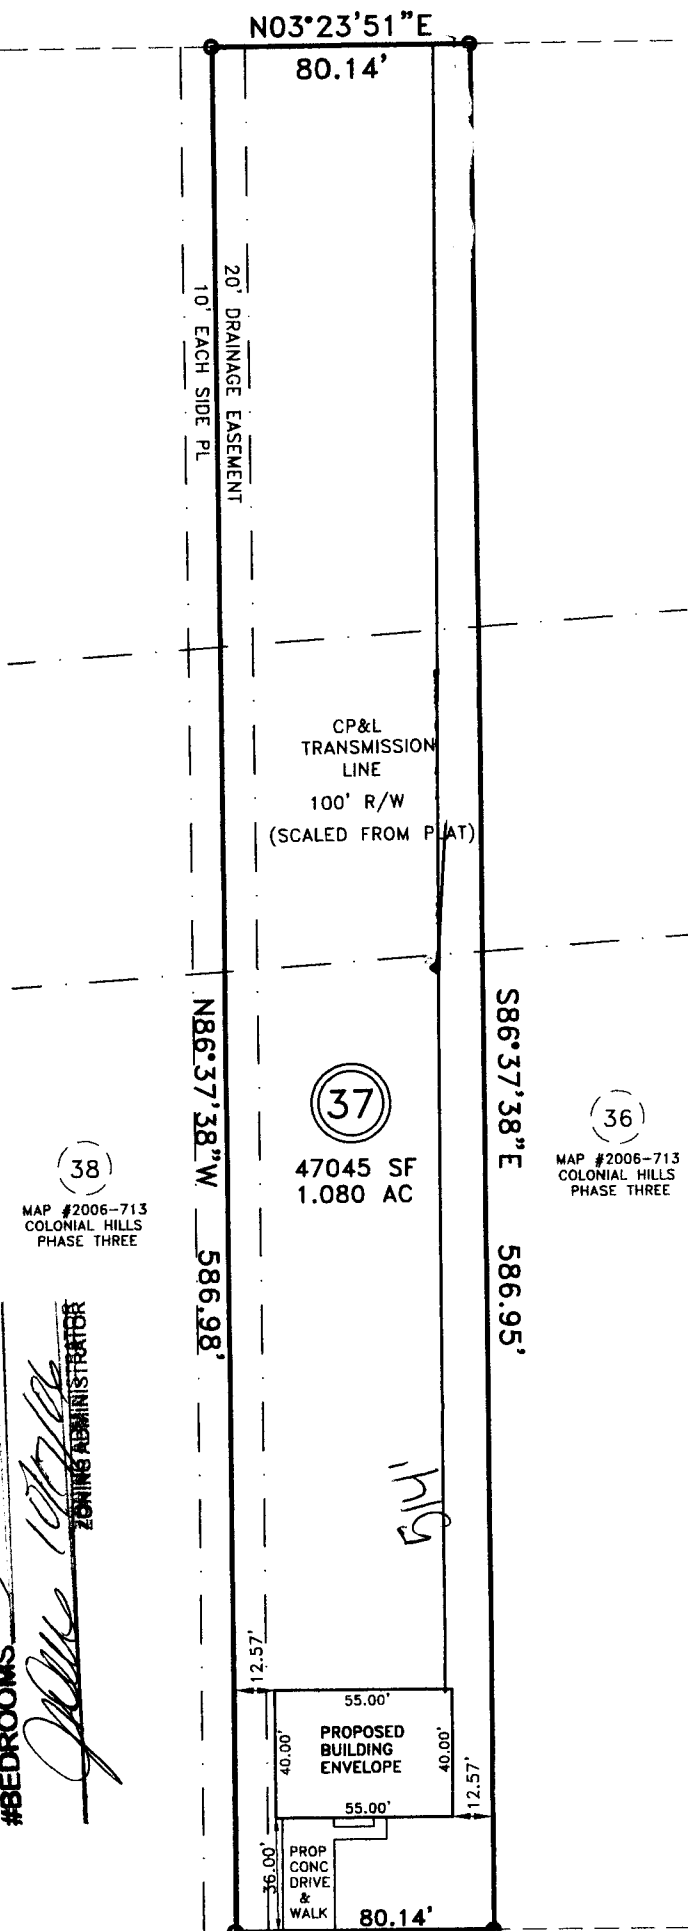 N03°23'51"E
80.14'
20' DRAINAGE EASEMENT
10' EACH SIDE PL
CP&L
TRANSMISSION
LINE
100' R/W
(SCALED FROM PLAT)
N86°37'38"W 586.98'
S86°37'38"E 586.95'
37
47045 SF
1.080 AC
38
MAP #2006-713
COLONIAL HILLS
PHASE THREE
36
MAP #2006-713
COLONIAL HILLS
PHASE THREE
ZONING ADMINISTRATOR
#BEDROOMS
514'
12.57'
55.00'
40.00'
PROPOSED
BUILDING
ENVELOPE
40.00'
55.00'
12.57'
36.00'
PROP
CONC
DRIVE
&
WALK
80.14'